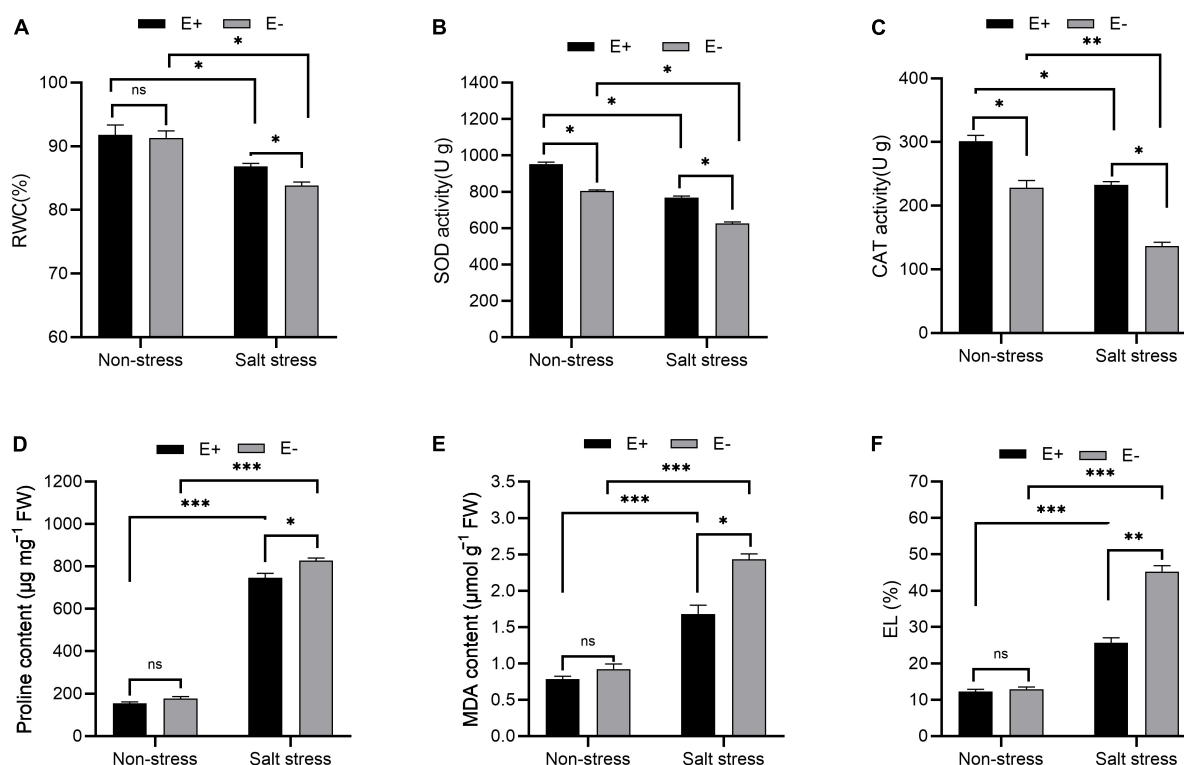 A
E+ E-
*
*
ns
*
RWC(%)
100
90
80
70
60
Non-stress Salt stress
B
E+ E-
*
*
*
*
SOD activity(U g)
1400
1200
1000
800
600
400
200
0
Non-stress Salt stress
C
E+ E-
**
*
*
*
CAT activity(U g)
400
300
200
100
0
Non-stress Salt stress
D
E+ E-
***
***
*
ns
Proline content (µg mg⁻¹ FW)
1200
1000
800
600
400
200
0
Non-stress Salt stress
E
E+ E-
***
***
*
ns
MDA content (µmol g⁻¹ FW)
3.5
3.0
2.5
2.0
1.5
1.0
0.5
0.0
Non-stress Salt stress
F
E+ E-
***
***
**
ns
EL (%)
70
60
50
40
30
20
10
0
Non-stress Salt stress